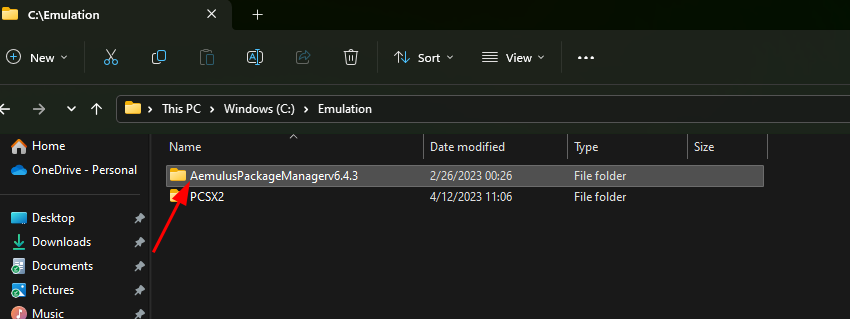 C:\Emulation
New Sort View
This PC Windows (C:) Emulation
Home
OneDrive - Personal
Desktop
Downloads
Documents
Pictures
Music
Name Date modified Type Size
AemulusPackageManagerv6.4.3 2/26/2023 00:26 File folder
PCSX2 4/12/2023 11:06 File folder